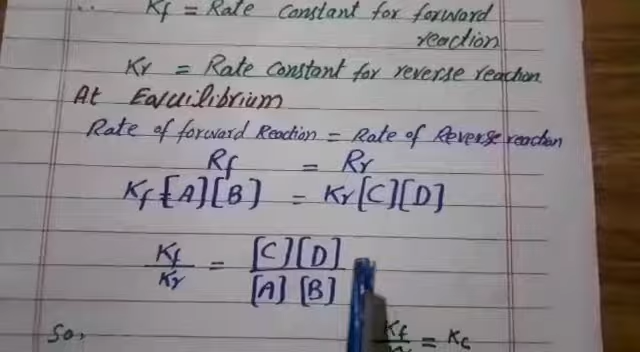 ∴ Kf = Rate Constant for forward
reaction
Kr = Rate Constant for reverse reaction
At Equilibrium
Rate of forward Reaction = Rate of Reverse reaction
Rf = Rr
Kf [A][B] = Kr [C][D]
Kf/Kr = [C][D]/[A] [B]
So, Kf/ = Kc